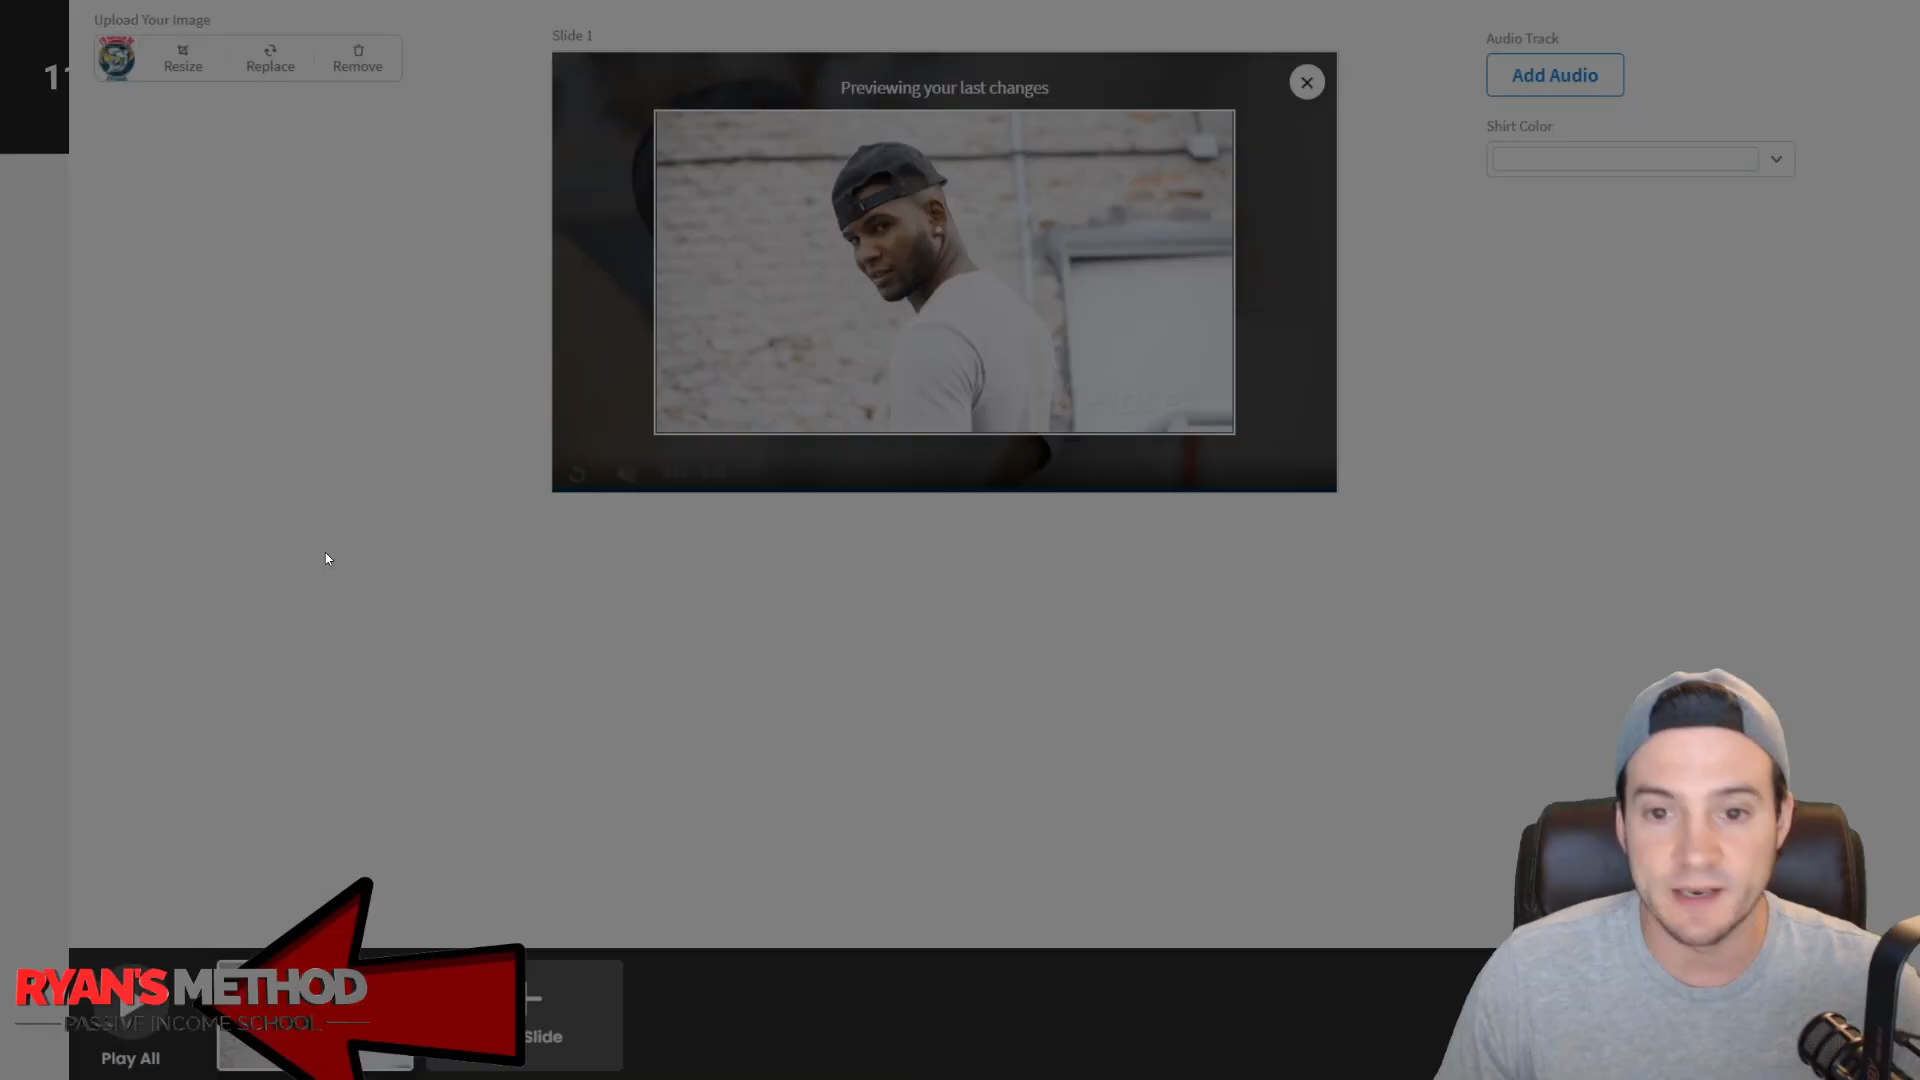 Upload Your Image
Resize
Replace
Remove
Slide 1
Previewing your last changes
Audio Track
Add Audio
Shirt Color
RYAN'S METHOD
PASSIVE INCOME SCHOOL
Play All
Slide